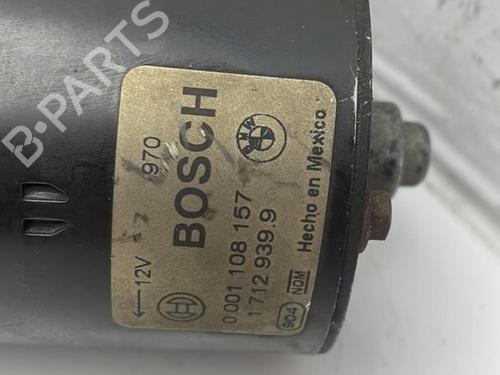 B-PARTS
970
BOSCH
←12V
0 001 108 157
1 712 939.9
904 NOM Hecho en Mexico